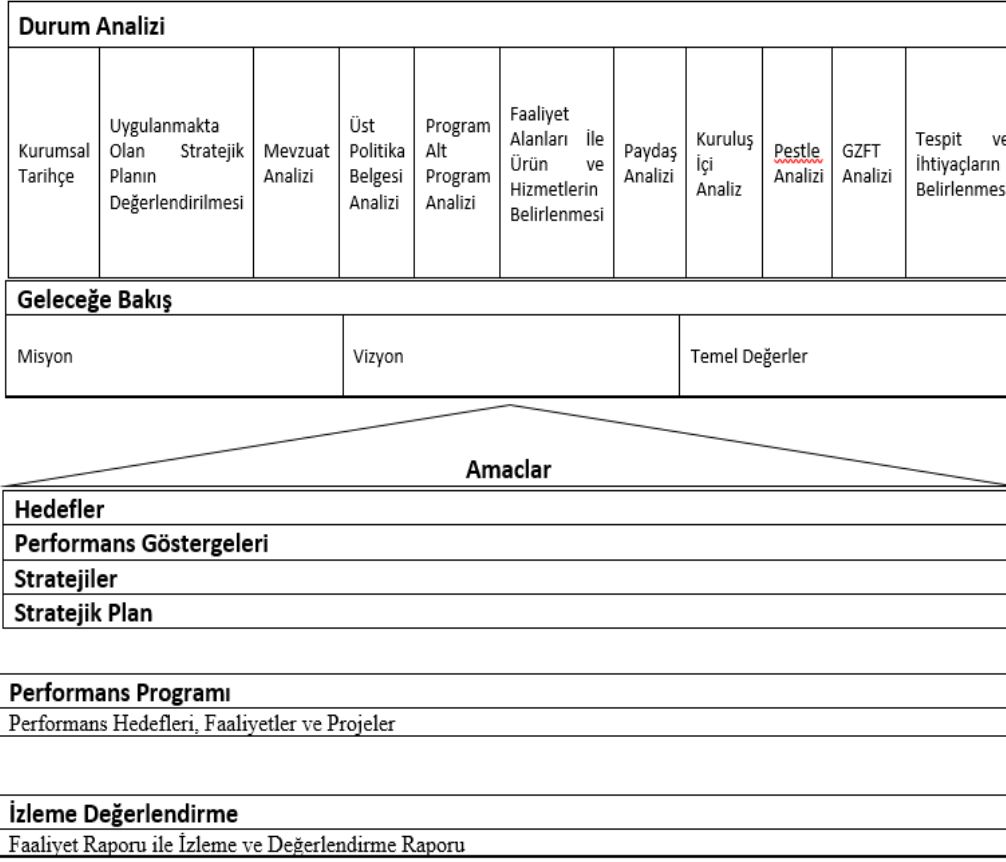 Durum Analizi
Kurumsal
Tarihçe
Uygulanmakta
Olan Stratejik
Planın
Değerlendirilmesi
Mevzuat
Analizi
Üst
Politika
Belgesi
Analizi
Program
Alt
Program
Analizi
Faaliyet
Alanları İle
Ürün ve
Hizmetlerin
Belirlenmesi
Paydaş
Analizi
Kuruluş
İçi
Analiz
Pestle
Analizi
GZFT
Analizi
Tespit ve
İhtiyaçların
Belirlenmes
Geleceğe Bakış
Misyon
Vizyon
Temel Değerler
Amaclar
Hedefler
Performans Göstergeleri
Stratejiler
Stratejik Plan
Performans Programı
Performans Hedefleri, Faaliyetler ve Projeler
İzleme Değerlendirme
Faaliyet Raporu ile İzleme ve Değerlendirme Raporu